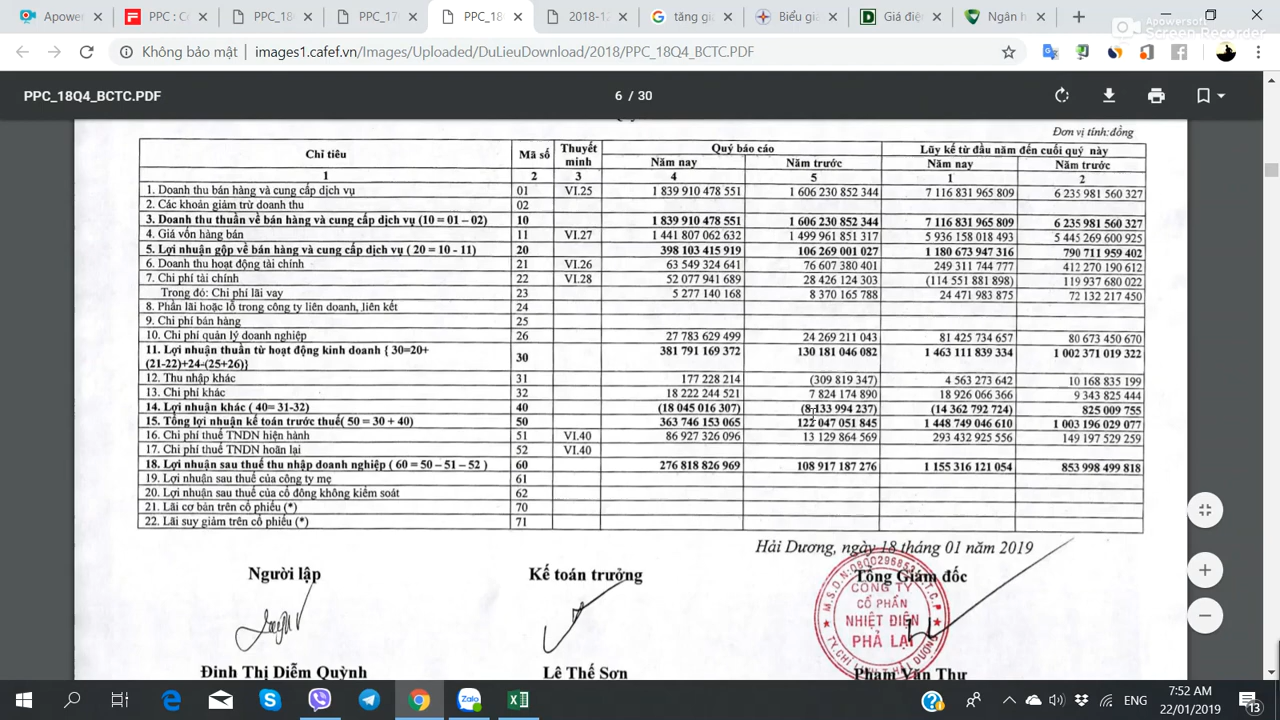 Apowersoft
PPC : CÔ
PPC_18
PPC_17
PPC_18
2018-12
tăng gi
Biểu giá
Giá điệ
Ngân h
Apowersoft
Screen Recorder
Không bảo mật
images1.cafef.vn/Images/Uploaded/DuLieuDownload/2018/PPC_18Q4_BCTC.PDF
PPC_18Q4_BCTC.PDF
6 / 30
Đơn vị tính:đồng
Chỉ tiêu Mã số Thuyết minh Quý báo cáo Lũy kế từ đầu năm đến cuối quý này
Năm nay Năm trước Năm nay Năm trước
1 2 3 4 5 1 2
1. Doanh thu bán hàng và cung cấp dịch vụ 01 VI.25 1 839 910 478 551 1 606 230 852 344 7 116 831 965 809 6 235 981 560 327
2. Các khoản giảm trừ doanh thu 02
3. Doanh thu thuần về bán hàng và cung cấp dịch vụ (10 = 01 – 02) 10 1 839 910 478 551 1 606 230 852 344 7 116 831 965 809 6 235 981 560 327
4. Giá vốn hàng bán 11 VI.27 1 441 807 062 632 1 499 961 851 317 5 936 158 018 493 5 445 269 600 925
5. Lợi nhuận gộp về bán hàng và cung cấp dịch vụ ( 20 = 10 - 11) 20 398 103 415 919 106 269 001 027 1 180 673 947 316 790 711 959 402
6. Doanh thu hoạt động tài chính 21 VI.26 63 549 324 641 76 607 380 401 249 311 744 777 412 270 190 612
7. Chi phí tài chính 22 VI.28 52 077 941 689 28 426 124 303 (114 551 881 898) 119 937 680 022
Trong đó: Chi phí lãi vay 23 5 277 140 168 8 370 165 788 24 471 983 875 72 132 217 450
8. Phần lãi hoặc lỗ trong công ty liên doanh, liên kết 24
9. Chi phí bán hàng 25
10. Chi phí quản lý doanh nghiệp 26 27 783 629 499 24 269 211 043 81 425 734 657 80 673 450 670
11. Lợi nhuận thuần từ hoạt động kinh doanh { 30=20+
(21-22)+24-(25+26)} 30 381 791 169 372 130 181 046 082 1 463 111 839 334 1 002 371 019 322
12. Thu nhập khác 31 177 228 214 (309 819 347) 4 563 273 642 10 168 835 199
13. Chi phí khác 32 18 222 244 521 7 824 174 890 18 926 066 366 9 343 825 444
14. Lợi nhuận khác ( 40= 31-32) 40 (18 045 016 307) (8 133 994 237) (14 362 792 724) 825 009 755
15. Tổng lợi nhuận kế toán trước thuế( 50 = 30 + 40) 50 363 746 153 065 122 047 051 845 1 448 749 046 610 1 003 196 029 077
16. Chi phí thuế TNDN hiện hành 51 VI.40 86 927 326 096 13 129 864 569 293 432 925 556 149 197 529 259
17. Chi phí thuế TNDN hoãn lại 52 VI.40
18. Lợi nhuận sau thuế thu nhập doanh nghiệp ( 60 = 50 – 51 – 52 ) 60 276 818 826 969 108 917 187 276 1 155 316 121 054 853 998 499 818
19. Lợi nhuận sau thuế của công ty mẹ 61
20. Lợi nhuận sau thuế của cổ đông không kiểm soát 62
21. Lãi cơ bản trên cổ phiếu (*) 70
22. Lãi suy giảm trên cổ phiếu (*) 71
Hải Dương, ngày 18 tháng 01 năm 2019
Người lập
Kế toán trưởng
Tổng Giám đốc
CÔNG TY
CỔ PHẦN
NHIỆT ĐIỆN
PHẢ LẠI
Đinh Thị Diễm Quỳnh
Lê Thế Sơn
Phạm Văn Thư
ENG
7:52 AM
22/01/2019
13